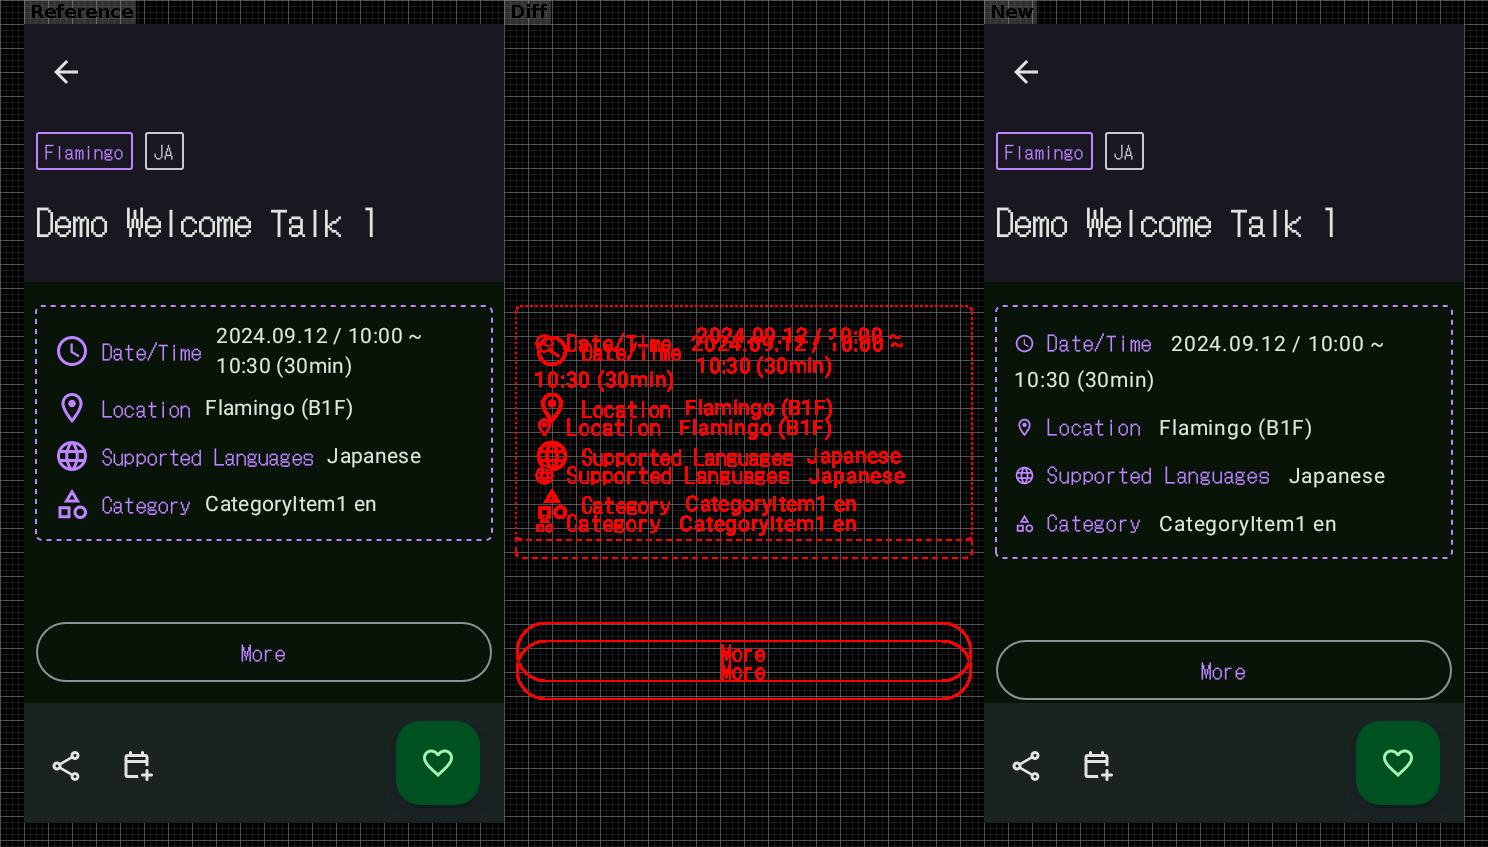 Reference
Flamingo JA
Demo Welcome Talk 1
Date/Time 2024.09.12 / 10:00 ~
10:30 (30min)
Location Flamingo (B1F)
Supported Languages Japanese
Category CategoryItem1 en
More
Diff
2024.09.12 / 10:00 ~
Date/Time 2024.09.12 / 10:00 ~
Date/Time
10:30 (30min)
10:30 (30min)
Location Flamingo (B1F)
Location Flamingo (B1F)
Supported Languages Japanese
Supported Languages Japanese
Category CategoryItem1 en
Category CategoryItem1 en
More
More
New
Flamingo JA
Demo Welcome Talk 1
Date/Time 2024.09.12 / 10:00 ~
10:30 (30min)
Location Flamingo (B1F)
Supported Languages Japanese
Category CategoryItem1 en
More